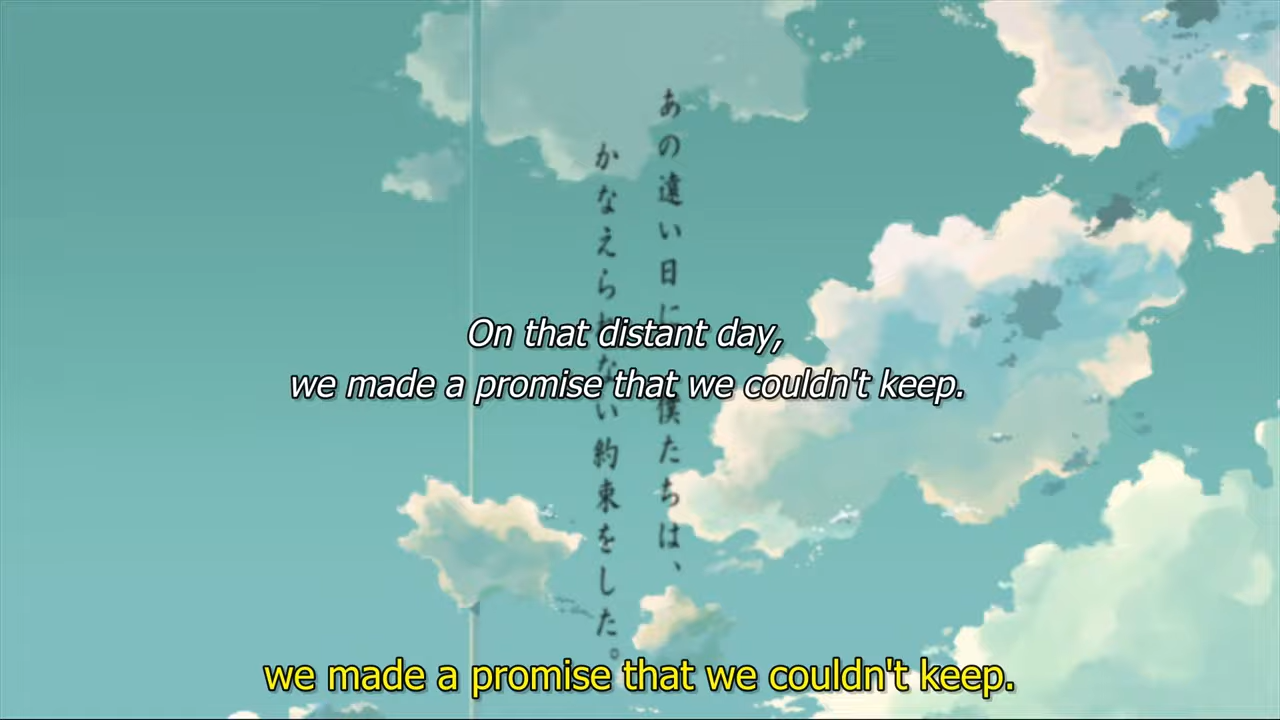 あの遠い日に僕たちは、
かなえられない約束をした。
On that distant day,
we made a promise that we couldn't keep.
we made a promise that we couldn't keep.